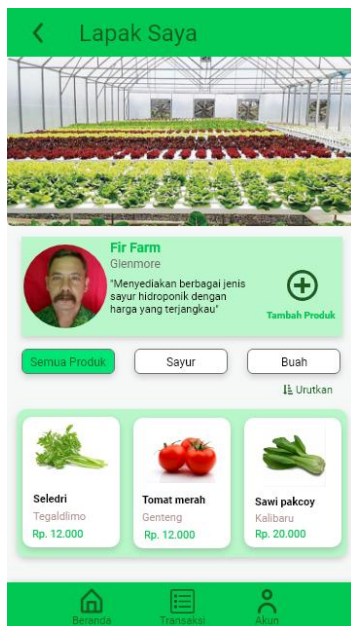 Lapak Saya
Fir Farm
Glenmore
"Menyediakan berbagai jenis
sayur hidroponik dengan
harga yang terjangkau"
Tambah Produk
Semua Produk
Sayur
Buah
Urutkan
Seledri
Tegaldlimo
Rp. 12.000
Tomat merah
Genteng
Rp. 12.000
Sawi pakcoy
Kalibaru
Rp. 20.000
Beranda
Transaksi
Akun